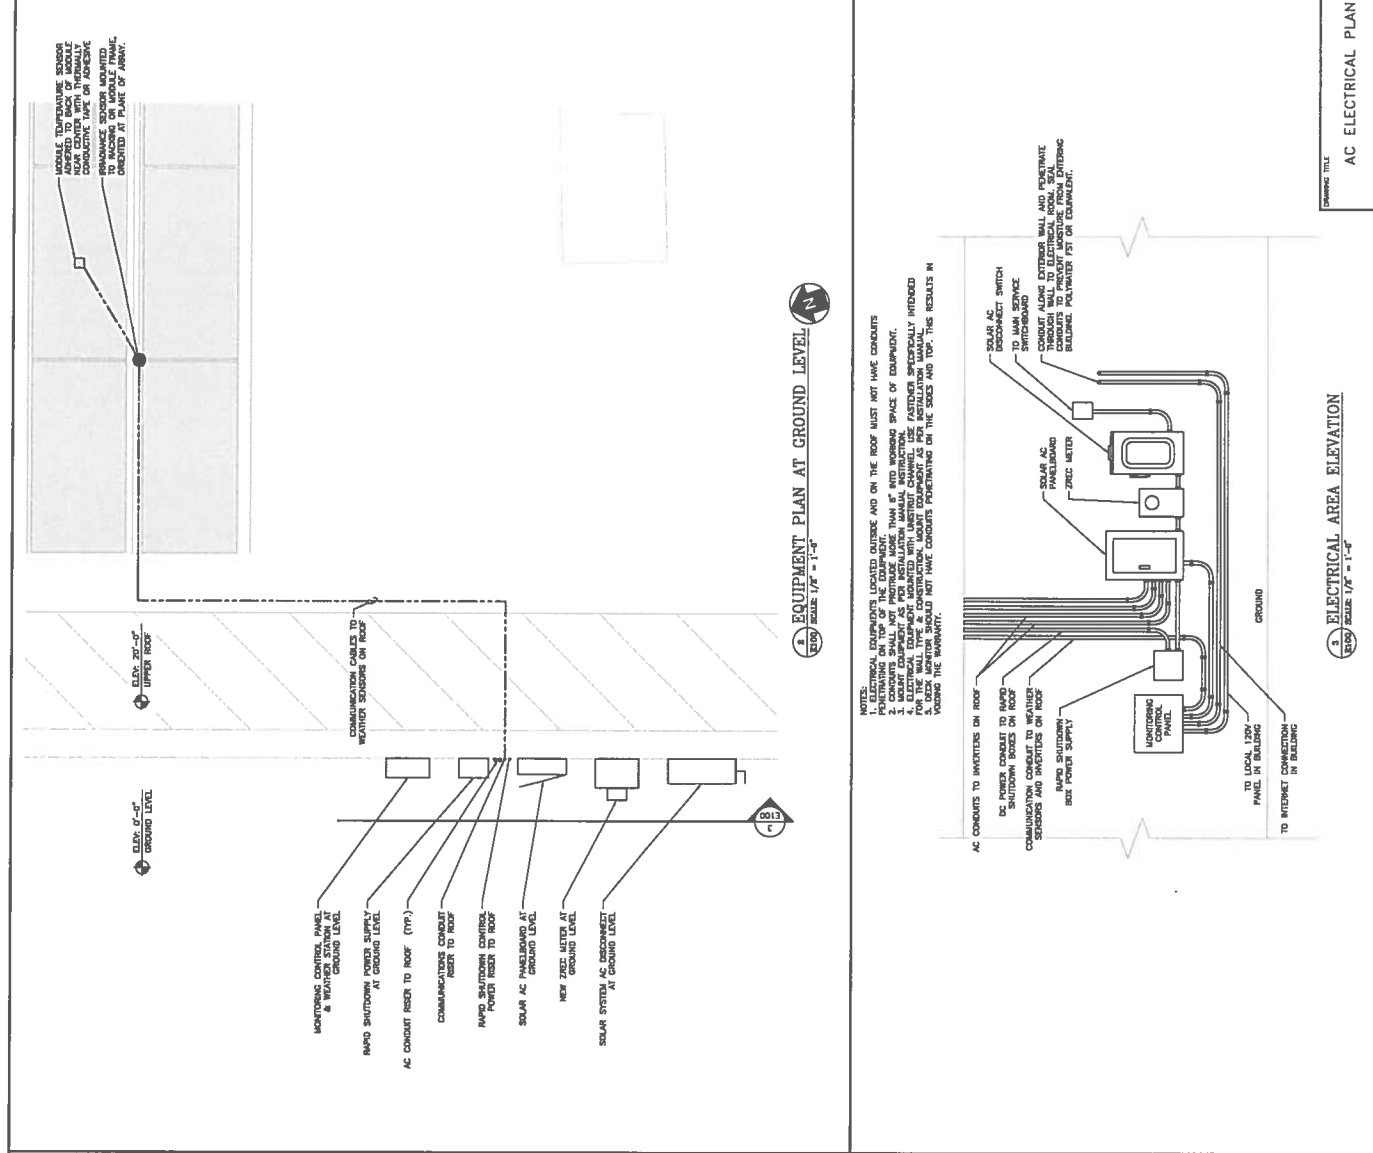 MODULE TEMPERATURE SENSOR
ADHERED TO BACK OF MODULE
NEAR CENTER WITH THERMALLY
CONDUCTIVE TAPE OR ADHESIVE
IRRADIANCE SENSOR MOUNTED
TO RACKING OR MODULE FRAME,
ORIENTED AT PLANE OF ARRAY.
ELEV: 20'-0"
UPPER ROOF
ELEV: 0'-0"
GROUND LEVEL
COMMUNICATION CABLES TO
WEATHER SENSORS ON ROOF
MONITORING CONTROL PANEL
& WEATHER STATION AT
GROUND LEVEL
RAPID SHUTDOWN POWER SUPPLY
AT GROUND LEVEL
AC CONDUIT RISER TO ROOF (TYP.)
COMMUNICATIONS CONDUIT
RISER TO ROOF
RAPID SHUTDOWN CONTROL
POWER RISER TO ROOF
SOLAR AC PANELBOARD AT
GROUND LEVEL
NEW ZREC METER AT
GROUND LEVEL
SOLAR SYSTEM AC DISCONNECT
AT GROUND LEVEL
3
E100
2
E100
EQUIPMENT PLAN AT GROUND LEVEL
SCALE: 1/2" = 1'-0"
N
NOTES:
1. ELECTRICAL EQUIPMENTS LOCATED OUTSIDE AND ON THE ROOF MUST NOT HAVE CONDUITS
PENETRATING ON TOP OF THE EQUIPMENT.
2. CONDUITS SHALL NOT PROTRUDE MORE THAN 6" INTO WORKING SPACE OF EQUIPMENT.
3. MOUNT EQUIPMENT AS PER INSTALLATION MANUAL INSTRUCTION.
4. ELECTRICAL EQUIPMENT MOUNTED WITH UNISTRUT CHANNEL. USE FASTENER SPECIFICALLY INTENDED
FOR THE WALL TYPE & CONSTRUCTION. MOUNT EQUIPMENT AS PER INSTALLATION MANUAL.
5. DECK MONITOR SHOULD NOT HAVE CONDUITS PENETRATING ON THE SIDES AND TOP. THIS RESULTS IN
VOIDING THE WARRANTY.
SOLAR AC
DISCONNECT SWITCH
TO MAIN SERVICE
SWITCHBOARD
CONDUIT ALONG EXTERIOR WALL AND PENETRATE
THROUGH WALL TO ELECTRICAL ROOM. SEAL
CONDUITS TO PREVENT MOISTURE FROM ENTERING
BUILDING. POLYWATER FST OR EQUIVALENT.
SOLAR AC
PANELBOARD
ZREC METER
AC CONDUITS TO INVERTERS ON ROOF
DC POWER CONDUIT TO RAPID
SHUTDOWN BOXES ON ROOF
COMMUNICATION CONDUIT TO WEATHER
SENSORS AND INVERTERS ON ROOF
RAPID SHUTDOWN
BOX POWER SUPPLY
MONITORING
CONTROL
PANEL
GROUND
TO LOCAL 120V
PANEL IN BUILDING
TO INTERNET CONNECTION
IN BUILDING
3
E100
ELECTRICAL AREA ELEVATION
SCALE: 1/2" = 1'-0"
DRAWING TITLE
AC ELECTRICAL PLAN